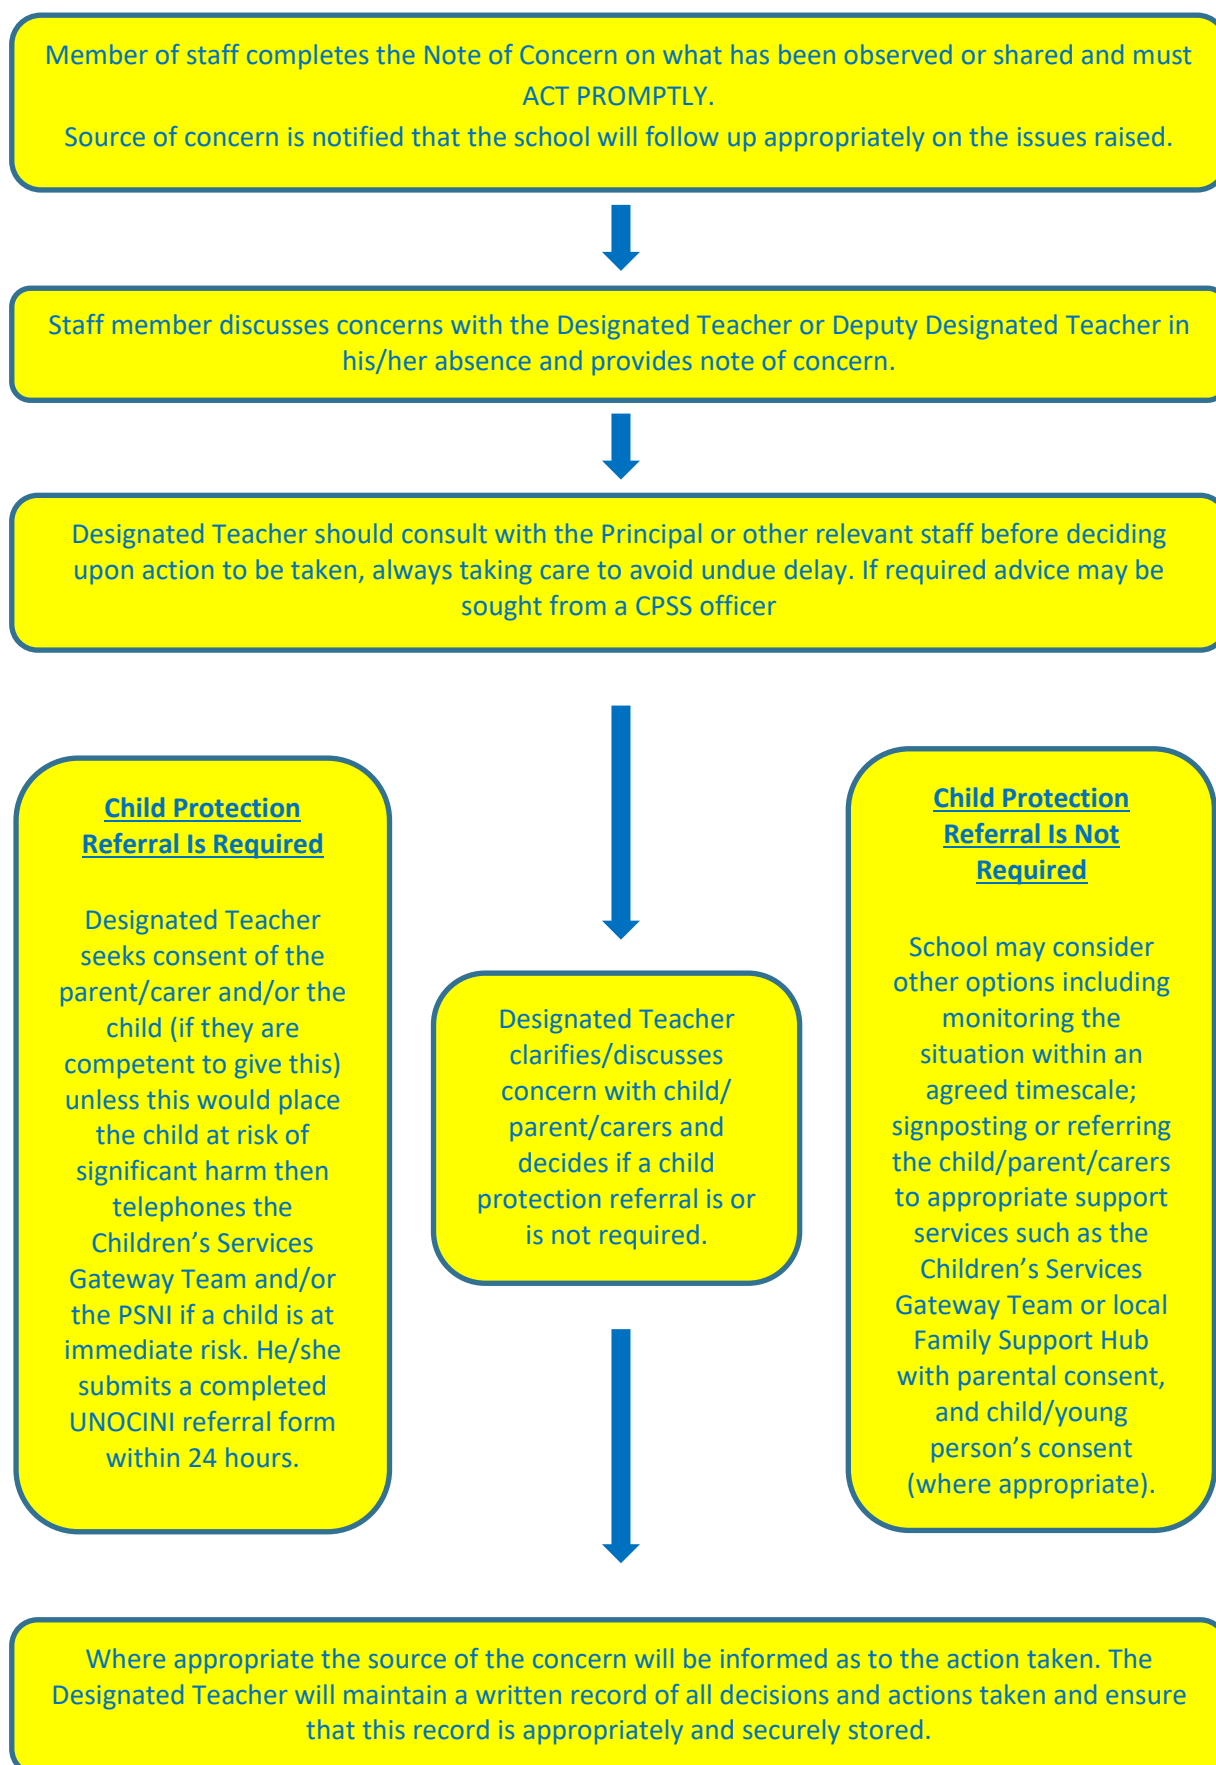 Member of staff completes the Note of Concern on what has been observed or shared and must
ACT PROMPTLY.
Source of concern is notified that the school will follow up appropriately on the issues raised.
Staff member discusses concerns with the Designated Teacher or Deputy Designated Teacher in
his/her absence and provides note of concern.
Designated Teacher should consult with the Principal or other relevant staff before deciding
upon action to be taken, always taking care to avoid undue delay. If required advice may be
sought from a CPSS officer
Child Protection
Referral Is Required
Designated Teacher
seeks consent of the
parent/carer and/or the
child (if they are
competent to give this)
unless this would place
the child at risk of
significant harm then
telephones the
Children’s Services
Gateway Team and/or
the PSNI if a child is at
immediate risk. He/she
submits a completed
UNOCINI referral form
within 24 hours.
Designated Teacher
clarifies/discusses
concern with child/
parent/carers and
decides if a child
protection referral is or
is not required.
Child Protection
Referral Is Not
Required
School may consider
other options including
monitoring the
situation within an
agreed timescale;
signposting or referring
the child/parent/carers
to appropriate support
services such as the
Children’s Services
Gateway Team or local
Family Support Hub
with parental consent,
and child/young
person’s consent
(where appropriate).
Where appropriate the source of the concern will be informed as to the action taken. The
Designated Teacher will maintain a written record of all decisions and actions taken and ensure
that this record is appropriately and securely stored.